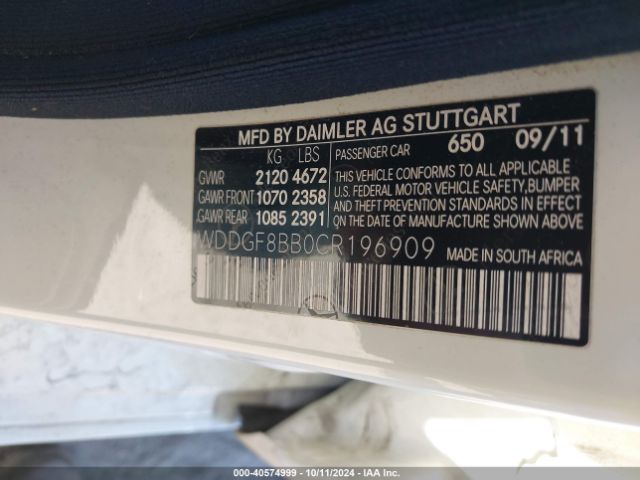 MFD BY DAIMLER AG STUTTGART
KG LBS
PASSENGER CAR 650 09/11
GVWR 2120 4672
GAWR FRONT 1070 2358
GAWR REAR 1085 2391
THIS VEHICLE CONFORMS TO ALL APPLICABLE
U.S. FEDERAL MOTOR VEHICLE SAFETY, BUMPER
AND THEFT PREVENTION STANDARDS IN EFFECT
ON THE DATE OF MANUFACTURE SHOWN ABOVE
WDDGF8BB0CR196909 MADE IN SOUTH AFRICA
000-40574999 - 10/11/2024 - IAA Inc.